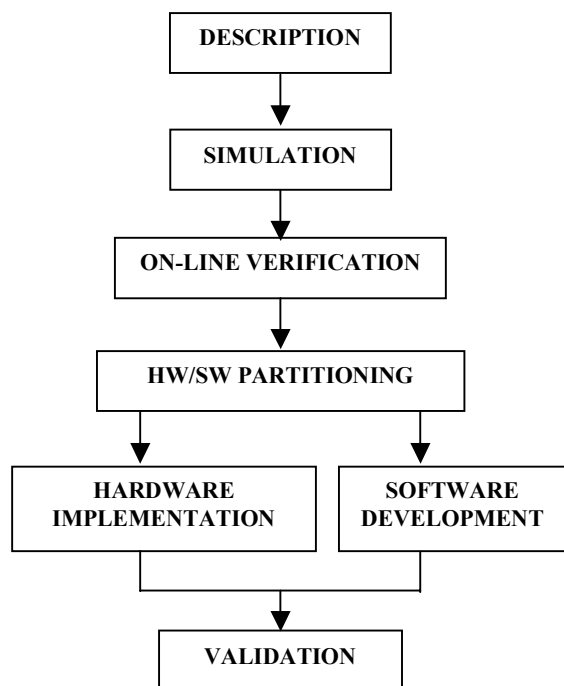 DESCRIPTION
SIMULATION
ON-LINE VERIFICATION
HW/SW PARTITIONING
HARDWARE
IMPLEMENTATION
SOFTWARE
DEVELOPMENT
VALIDATION